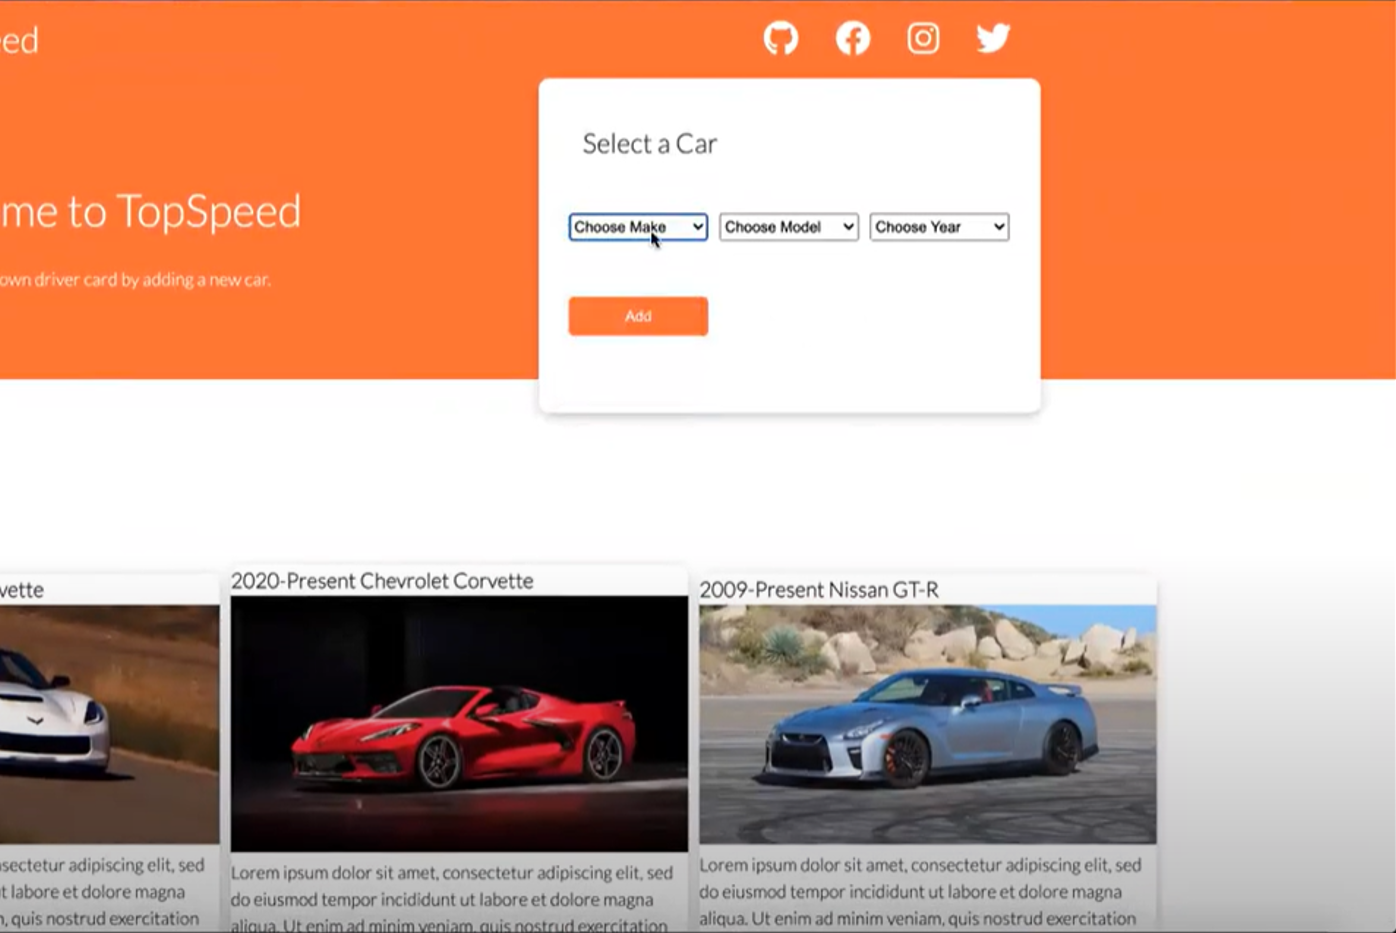 eed
Select a Car
me to TopSpeed
Choose Make
Choose Model
Choose Year
own driver card by adding a new car.
Add
vette
2020-Present Chevrolet Corvette
2009-Present Nissan GT-R
nsectetur adipiscing elit, sed
ut labore et dolore magna
n, quis nostrud exercitation
Lorem ipsum dolor sit amet, consectetur adipiscing elit, sed
do eiusmod tempor incididunt ut labore et dolore magna
aliqua. Ut enim ad minim veniam, quis nostrud exercitation
Lorem ipsum dolor sit amet, consectetur adipiscing elit, sed
do eiusmod tempor incididunt ut labore et dolore magna
aliqua. Ut enim ad minim veniam, quis nostrud exercitation